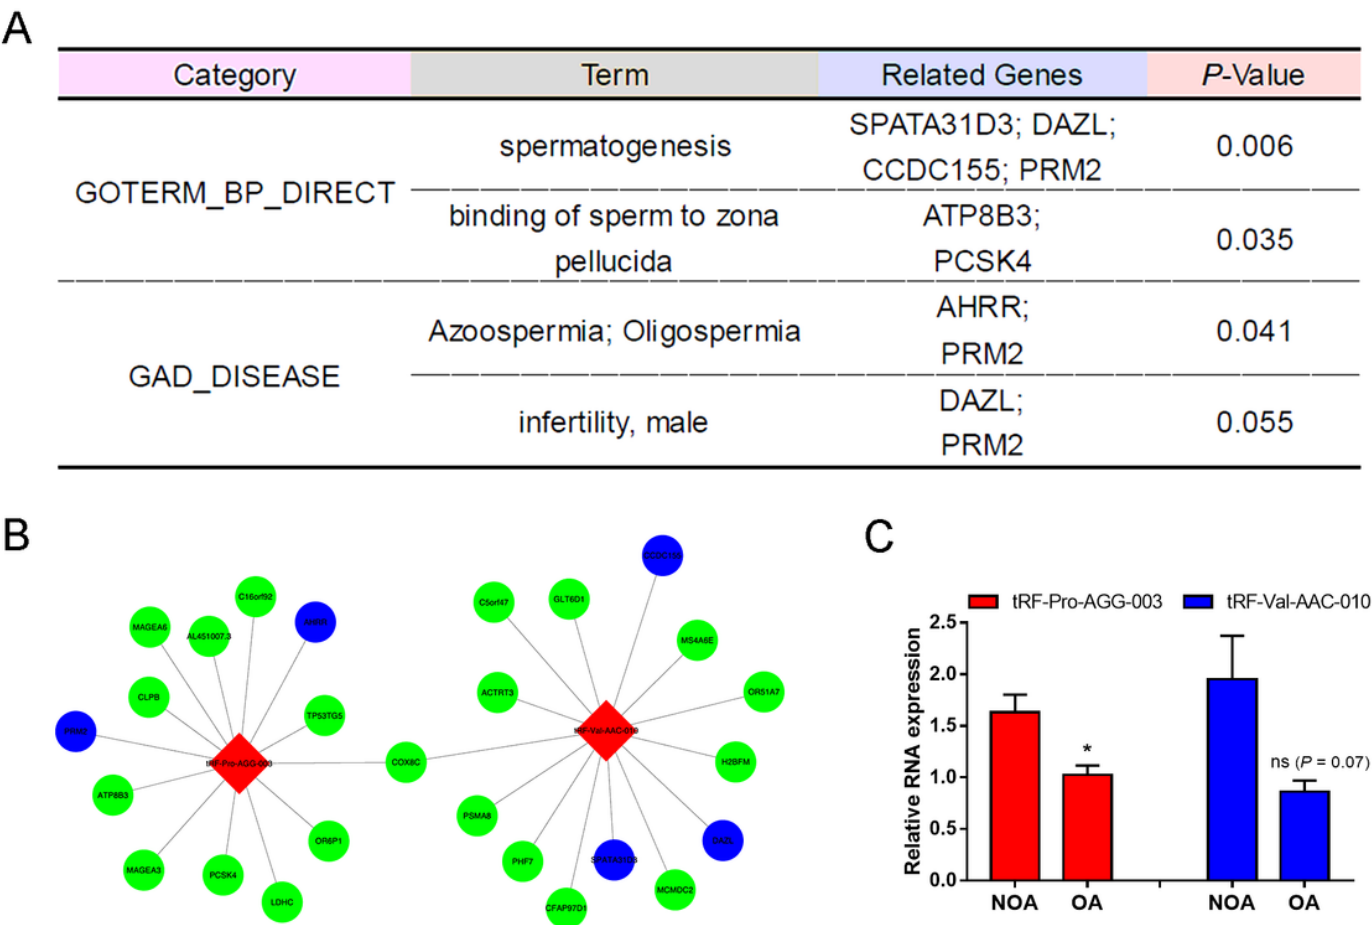 A
Category Term Related Genes P-Value
GOTERM_BP_DIRECT
spermatogenesis
SPATA31D3; DAZL;
CCDC155; PRM2
0.006
binding of sperm to zona
pellucida
ATP8B3;
PCSK4
0.035
GAD_DISEASE
Azoospermia; Oligospermia
AHRR;
PRM2
0.041
infertility, male
DAZL;
PRM2
0.055
B
C16orf92
MAGEA6
AL451007.3
AHRR
CLPB
TP53TG5
PRM2
tRF-Pro-AGG-003
COX8C
ATP8B3
OR6P1
MAGEA3
PCSK4
LDHC
CCDC155
C5orf47
GLT6D1
MS4A6E
ACTRT3
OR51A7
tRF-Val-AAC-010
H2BFM
PSMA8
DAZL
PHF7
SPATA31D3
MCMDC2
CFAP97D1
C
tRF-Pro-AGG-003 tRF-Val-AAC-010
Relative RNA expression
2.5
2.0
1.5
1.0
0.5
0.0
*
ns (P = 0.07)
NOA OA NOA OA